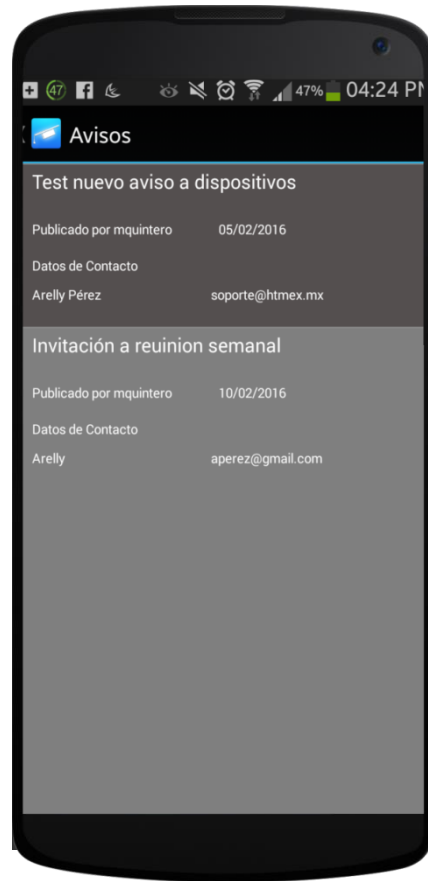 47 47% 04:24 PM
Avisos
Test nuevo aviso a dispositivos
Publicado por mquintero 05/02/2016
Datos de Contacto
Arelly Pérez soporte@htmex.mx
Invitación a reuinion semanal
Publicado por mquintero 10/02/2016
Datos de Contacto
Arelly aperez@gmail.com